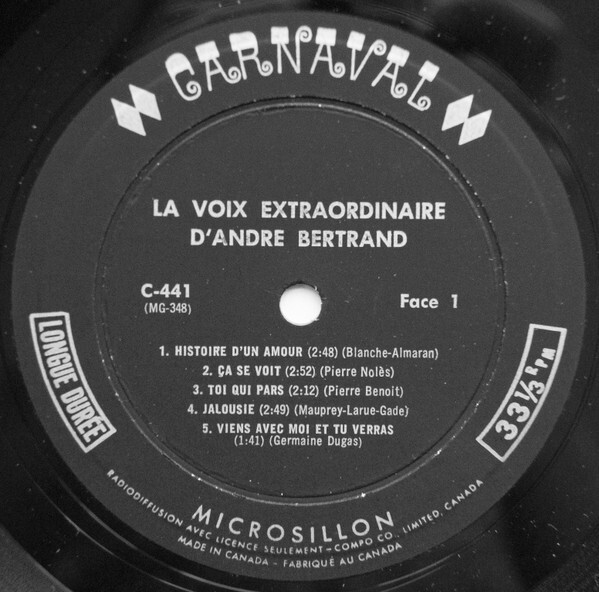 CARNAVAL
LA VOIX EXTRAORDINAIRE
D'ANDRE BERTRAND
C-441
(MG-348)
Face 1
1. HISTOIRE D'UN AMOUR (2:48) (Blanche-Almaran)
2. ÇA SE VOIT (2:52) (Pierre Nolès)
3. TOI QUI PARS (2:12) (Pierre Benoit)
4. JALOUSIE (2:49) (Mauprey-Larue-Gade)
5. VIENS AVEC MOI ET TU VERRAS
(1:41) (Germaine Dugas)
LONGUE DURÉE
33 1/3 RPM
MICROSILLON
RADIODIFFUSION AVEC LICENCE SEULEMENT – COMPO CO., LIMITED, CANADA
MADE IN CANADA – FABRIQUÉ AU CANADA